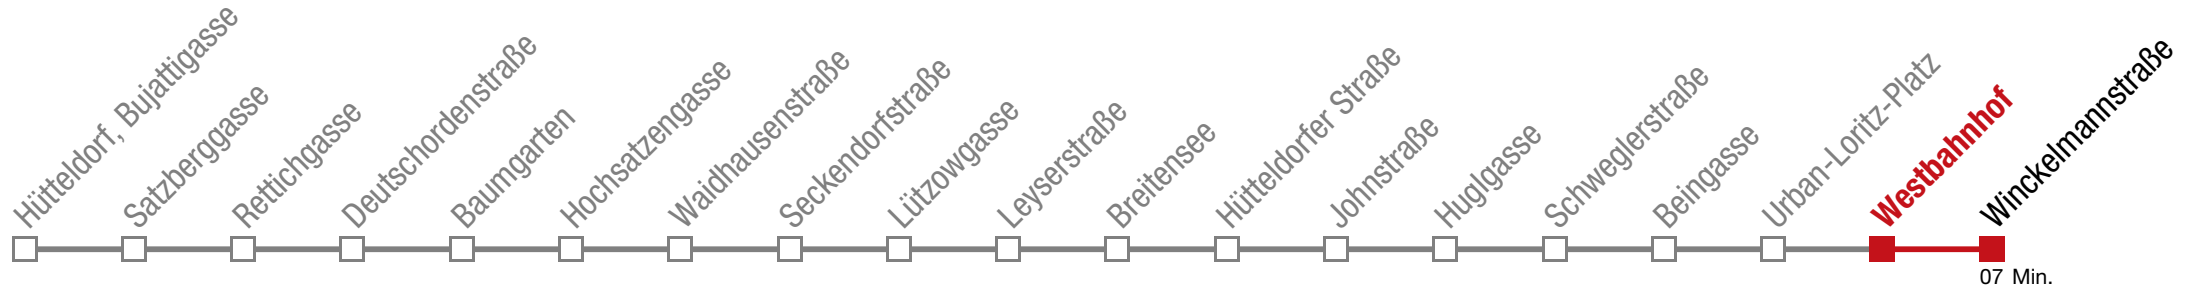 Hütteldorf, Bujattigasse
Satzberggasse
Rettichgasse
Deutschordenstraße
Baumgarten
Hochsatzengasse
Waidhausenstraße
Seckendorfstraße
Lützowgasse
Leyserstraße
Breitensee
Hütteldorfer Straße
Johnstraße
Huglgasse
Schweglerstraße
Beingasse
Urban-Loritz-Platz
Westbahnhof
Winckelmannstraße
07 Min.